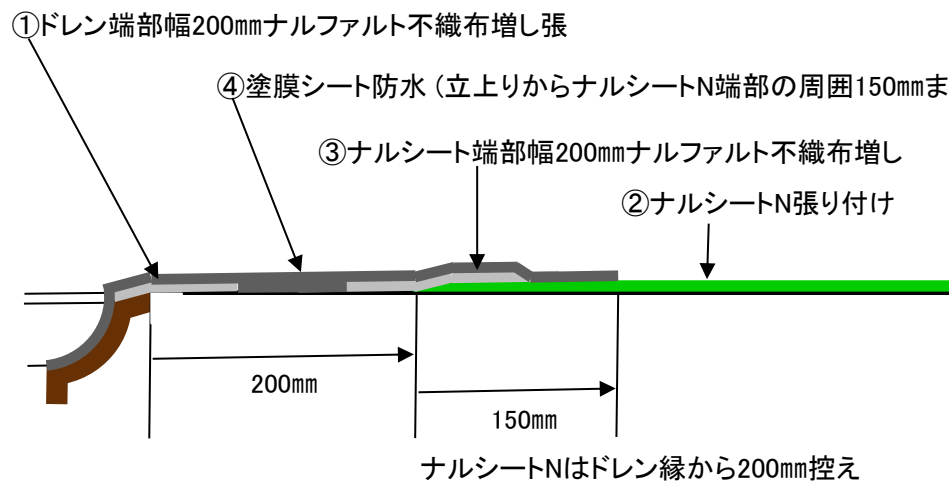 ①ドレン端部幅200㎜ナルファルト不織布増し張
④塗膜シート防水（立上りからナルシートN端部の周囲150㎜ま
③ナルシート端部幅200㎜ナルファルト不織布増し
②ナルシートN張り付け
200㎜
150㎜
ナルシートNはドレン縁から200㎜控え